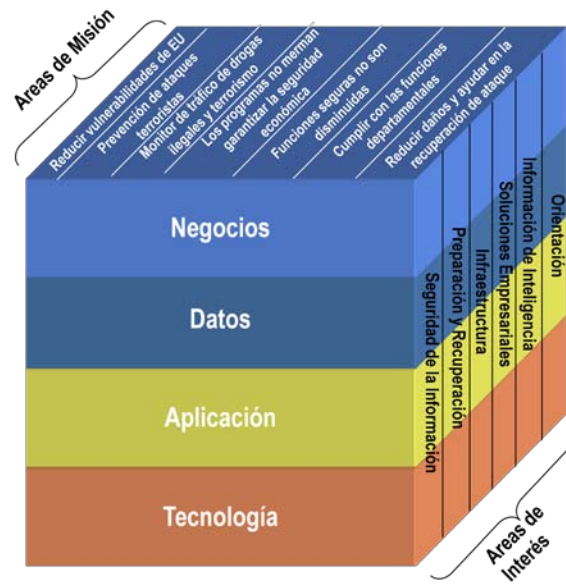 Areas de Misión
Reducir vulnerabilidades de EU
Prevención de ataques
terroridtas
Monitor de tráfico de drogas
ilegales y terrorismo
Los programas no merman
garantizar la seguridad
económica
Funciones seguras no son
disminuidas
Cumplir con las funciones
departamentales
Reducir daños y ayudar en la
recuperación de ataque
Negocios
Datos
Aplicación
Tecnología
Seguridad de la Información
Preparación y Recuperación
Infraestructura
Soluciones Empresariales
Información de Inteligencia
Orientación
Areas de
Interés